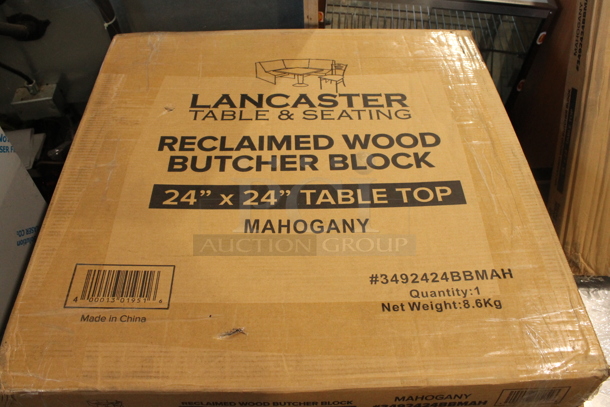 LANCASTER
TABLE & SEATING
RECLAIMED WOOD
BUTCHER BLOCK
24” x 24” TABLE TOP
MAHOGANY
AUCTION GROUP
#3492424BBMAH
Quantity:1
Net Weight:8.6Kg
Made in China
RECLAIMED WOOD BUTCHER BLOCK
MAHOGANY
#3492424BBMAH